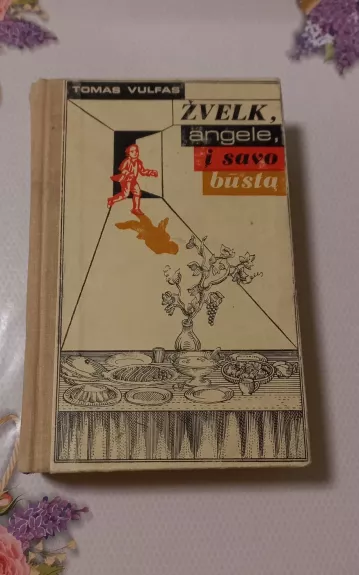 TOMAS VULFAS
ŽVELK,
angele,
į savo
būstą